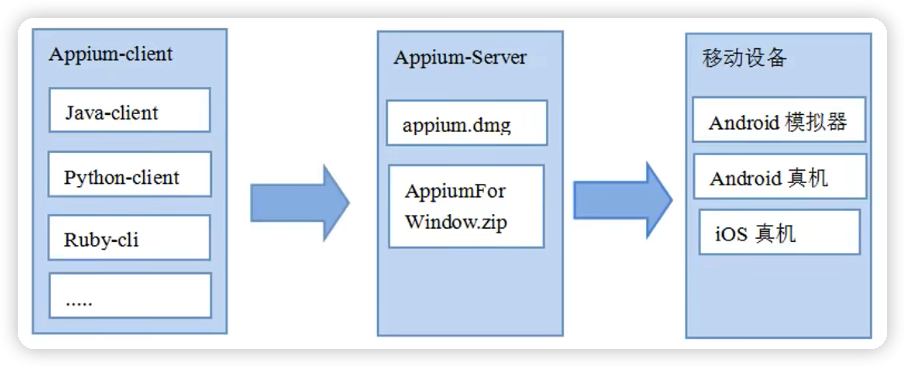 Appium-client
Java-client
Python-client
Ruby-cli
.....
Appium-Server
appium.dmg
AppiumFor
Window.zip
移动设备
Android 模拟器
Android 真机
iOS 真机